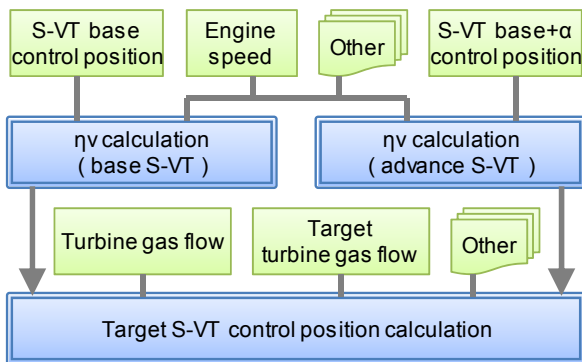 S-VT base
control position
Engine
speed
Other
S-VT base+α
control position
ηv calculation
( base S-VT )
ηv calculation
( advance S-VT )
Turbine gas flow
Target
turbine gas flow
Other
Target S-VT control position calculation